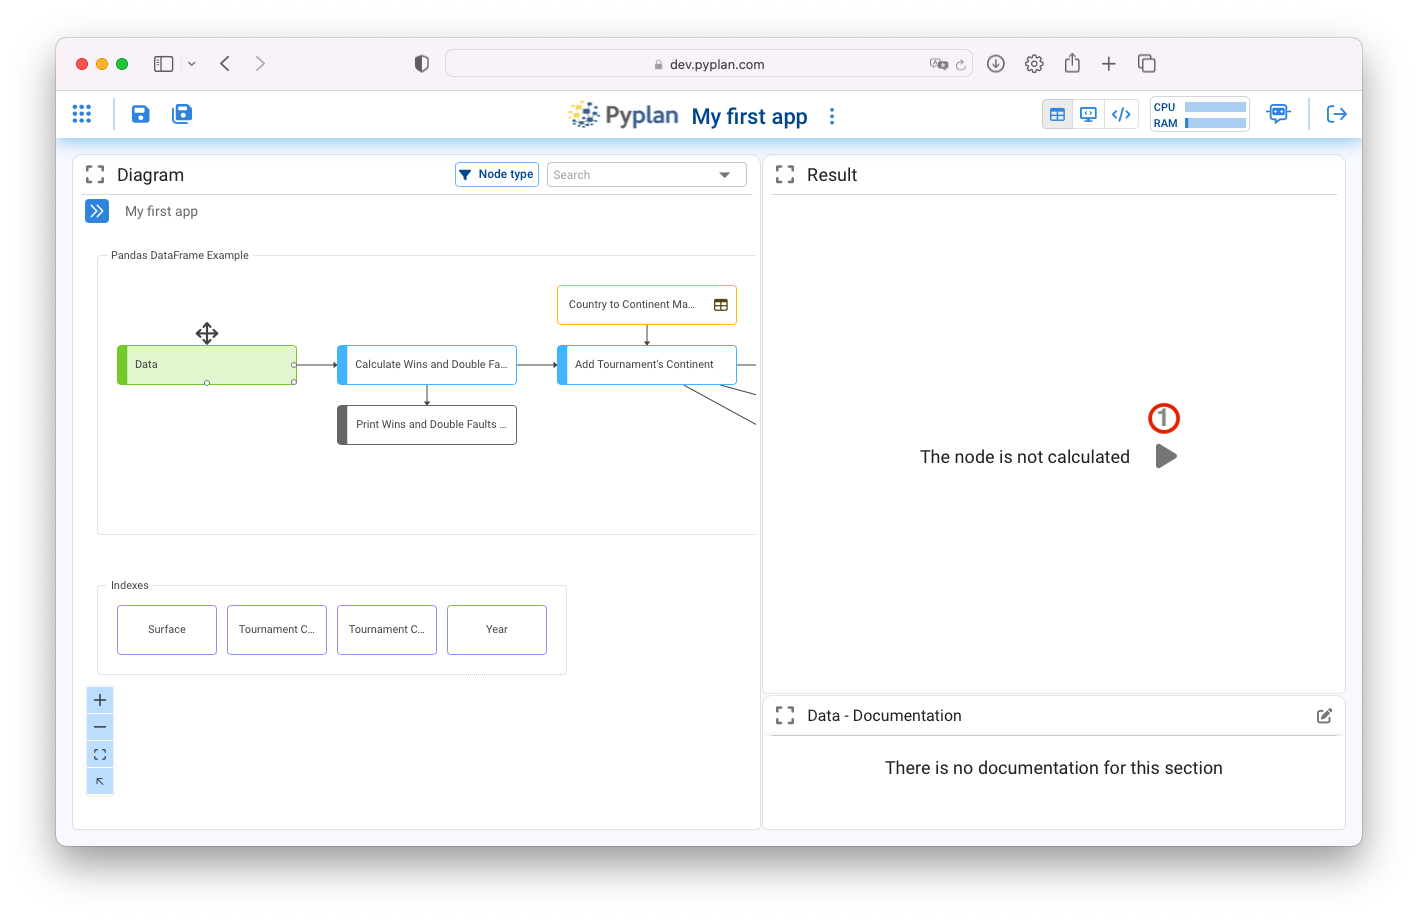 dev.pyplan.com
Pyplan My first app
CPU
RAM
Diagram
Node type
Search
Result
My first app
Pandas DataFrame Example
Country to Continent Ma...
Data
Calculate Wins and Double Fa...
Add Tournament's Continent
Print Wins and Double Faults ...
1
The node is not calculated
Indexes
Surface
Tournament C...
Tournament C...
Year
Data - Documentation
There is no documentation for this section